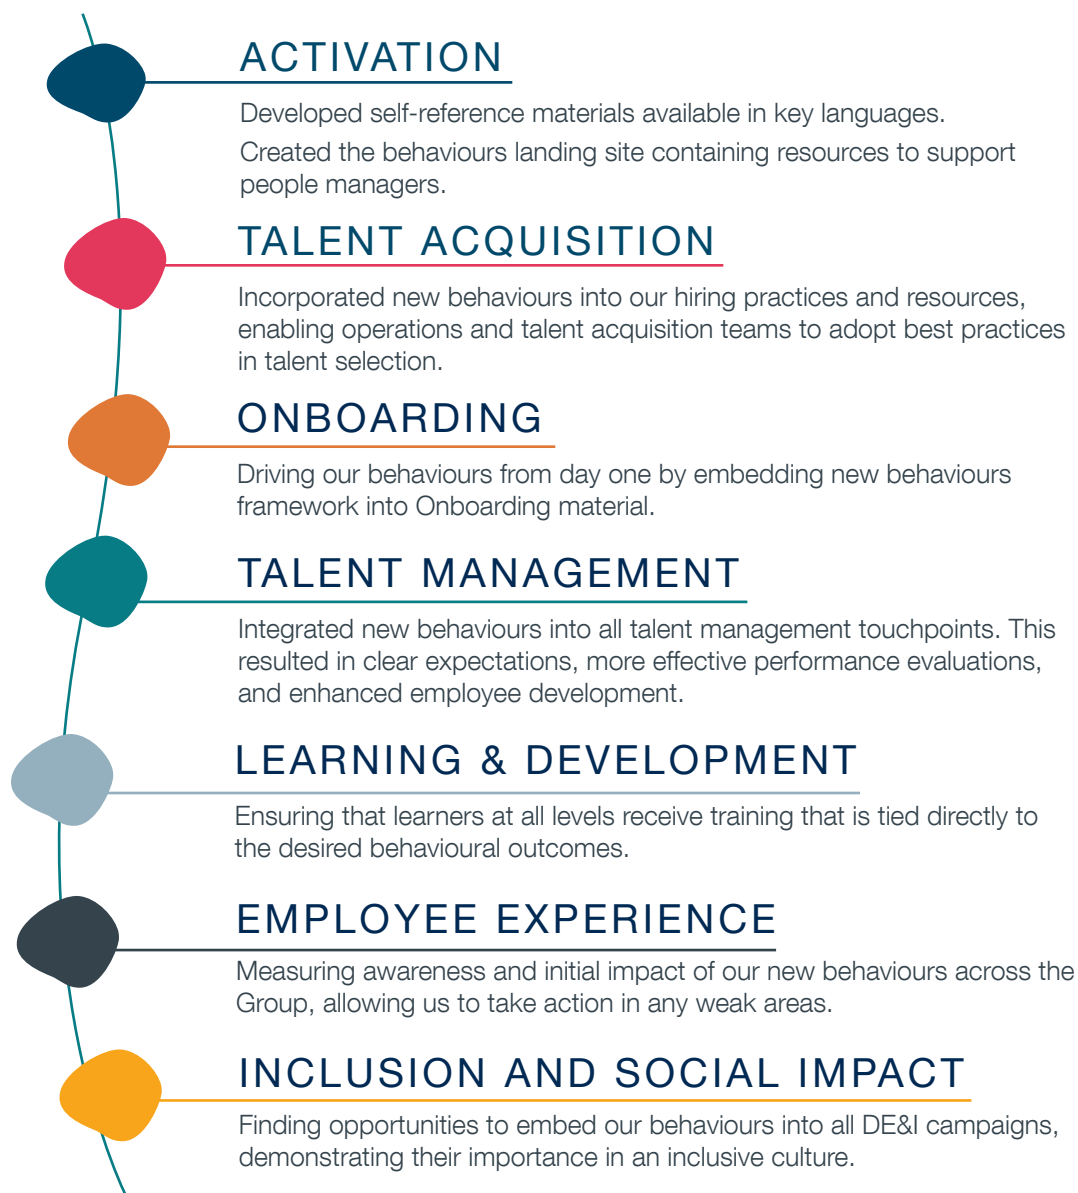 ACTIVATION
Developed self-reference materials available in key languages.
Created the behaviours landing site containing resources to support
people managers.
TALENT ACQUISITION
Incorporated new behaviours into our hiring practices and resources,
enabling operations and talent acquisition teams to adopt best practices
in talent selection.
ONBOARDING
Driving our behaviours from day one by embedding new behaviours
framework into Onboarding material.
TALENT MANAGEMENT
Integrated new behaviours into all talent management touchpoints. This
resulted in clear expectations, more effective performance evaluations,
and enhanced employee development.
LEARNING & DEVELOPMENT
Ensuring that learners at all levels receive training that is tied directly to
the desired behavioural outcomes.
EMPLOYEE EXPERIENCE
Measuring awareness and initial impact of our new behaviours across the
Group, allowing us to take action in any weak areas.
INCLUSION AND SOCIAL IMPACT
Finding opportunities to embed our behaviours into all DE&I campaigns,
demonstrating their importance in an inclusive culture.